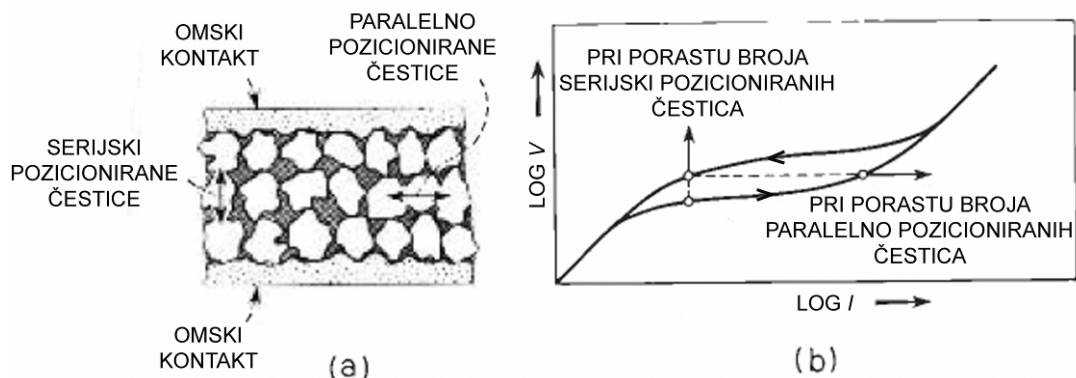 OMSKI
KONTAKT
PARALELNO
POZICIONIRANE
ČESTICE
SERIJSKI
POZICIONIRANE
ČESTICE
OMSKI
KONTAKT
(a)
PRI PORASTU BROJA
SERIJSKI POZICIONIRANIH
ČESTICA
LOG V
PRI PORASTU BROJA
PARALELNO POZICIONIRANIH
ČESTICA
LOG I
(b)